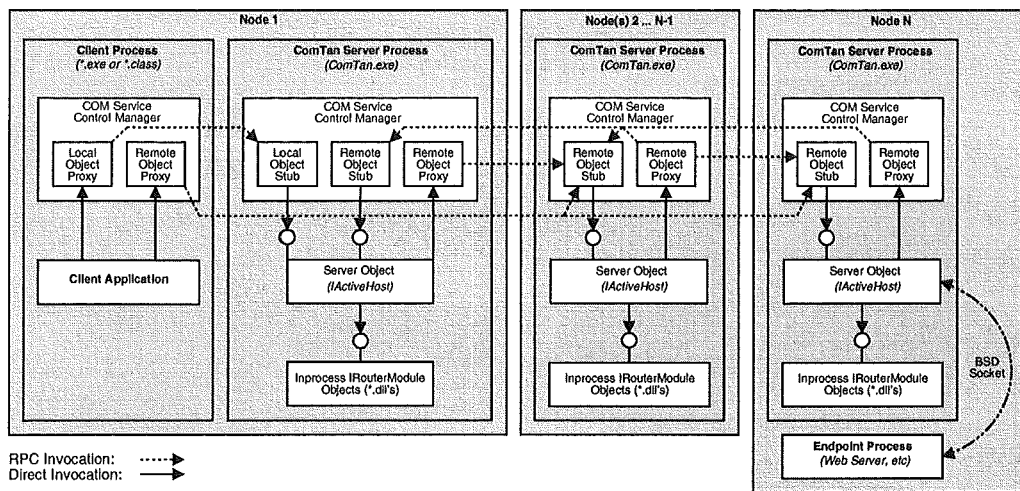 Node 1
Client Process
(*.exe or *.class)
COM Service
Control Manager
Local
Object
Proxy
Remote
Object
Proxy
Client Application
ComTan Server Process
(ComTan.exe)
COM Service
Control Manager
Local
Object
Stub
Remote
Object
Stub
Remote
Object
Proxy
Server Object
(IActiveHost)
Inprocess IRouterModule
Objects (*.dll's)
Node(s) 2 ... N-1
ComTan Server Process
(ComTan.exe)
COM Service
Control Manager
Remote
Object
Stub
Remote
Object
Proxy
Server Object
(IActiveHost)
Inprocess IRouterModule
Objects (*.dll's)
Node N
ComTan Server Process
(ComTan.exe)
COM Service
Control Manager
Remote
Object
Stub
Remote
Object
Proxy
Server Object
(IActiveHost)
Inprocess IRouterModule
Objects (*.dll's)
BSD
Socket
Endpoint Process
(Web Server, etc)
RPC Invocation:
Direct Invocation: